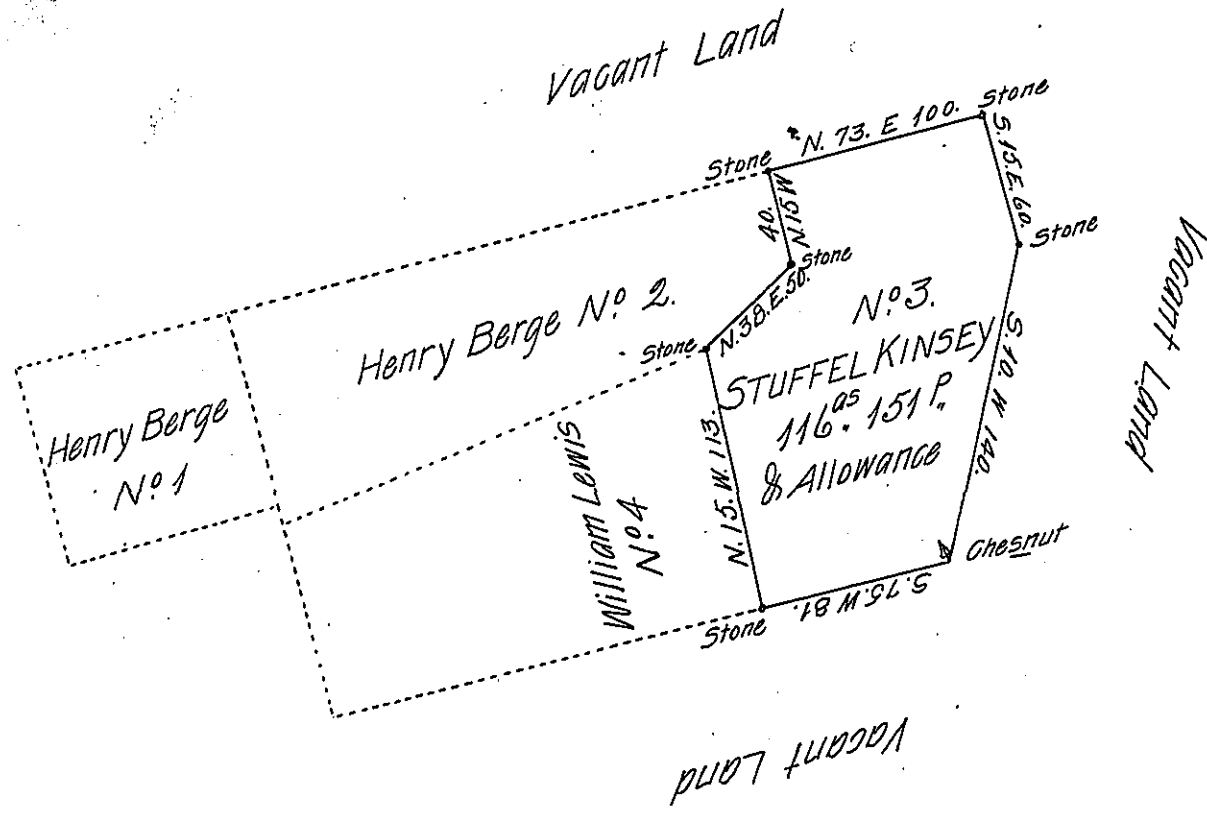 Vacant Land
Stone
N. 73. E 100.
Stone
S. 15. E. 60.
Stone
40.
N. 15 W
Stone
N. 38. E. 50.
Stone
Henry Berge Nº 2.
Henry Berge
Nº 1
William Lewis
Nº 4
N. 15. W. 113.
Nº 3.
STUFFEL KINSEY
116 as. 151 P.
& Allowance
S. 10. W 140.
Vacant Land
Chesnut
S. 75. W 81.
Stone
Vacant Land